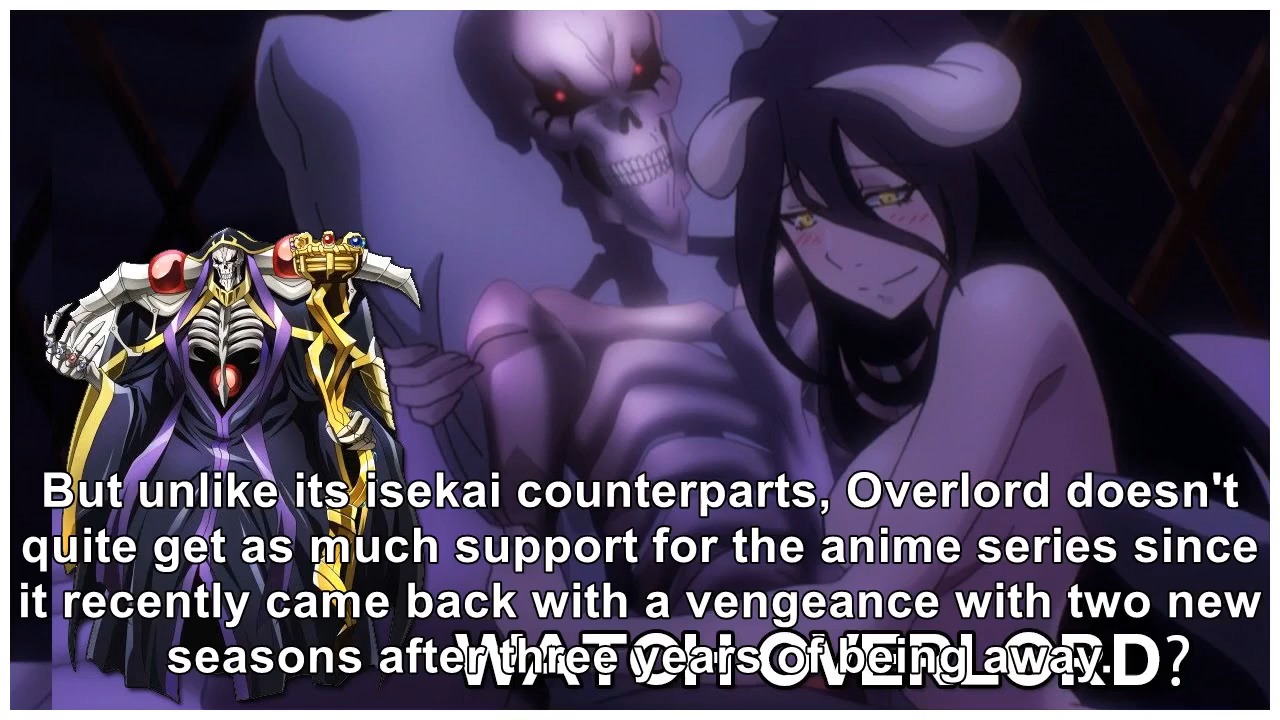 But unlike its isekai counterparts, Overlord doesn't
quite get as much support for the anime series since
it recently came back with a vengeance with two new
seasons after three years of being away.
WATCH OVERLORD?